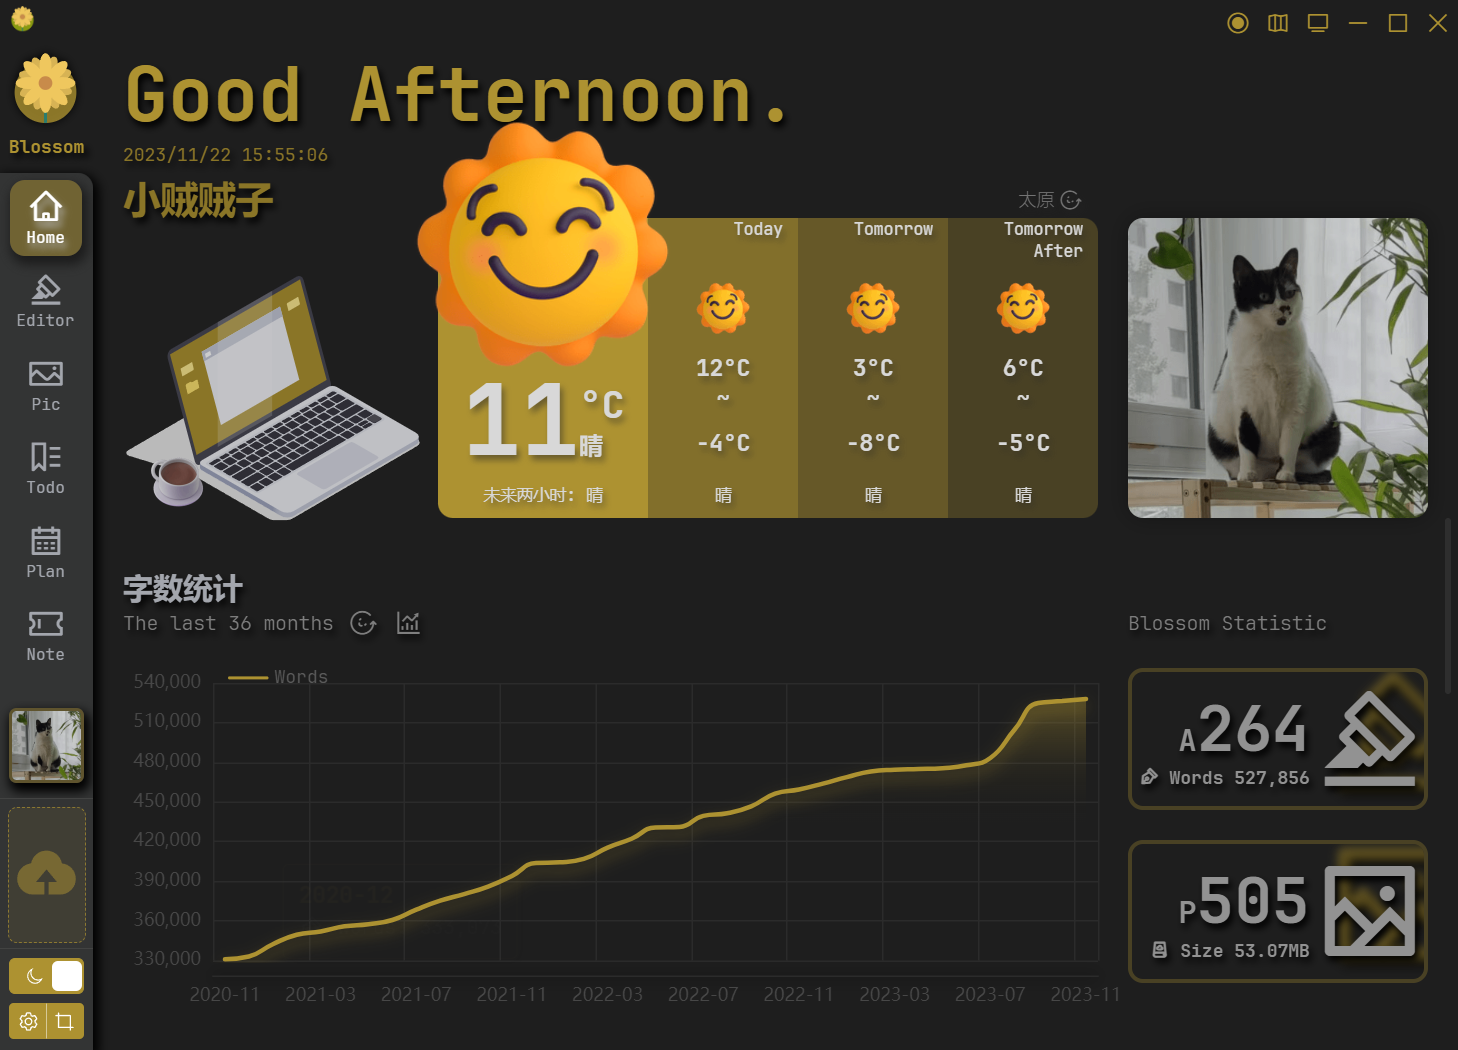 Good Afternoon.
Blossom
2023/11/22 15:55:06
小贼贼子
太原
Home
Editor
Pic
Todo
Plan
Note
11°C
晴
未来两小时: 晴
Today
12°C
~
-4°C
晴
Tomorrow
3°C
~
-8°C
晴
Tomorrow
After
6°C
~
-5°C
晴
字数统计
The last 36 months
Words
540,000
510,000
480,000
450,000
420,000
390,000
360,000
330,000
2020-12
2020-11 2021-03 2021-07 2021-11 2022-03 2022-07 2022-11 2023-03 2023-07 2023-11
Blossom Statistic
A264
Words 527,856
P505
Size 53.07MB